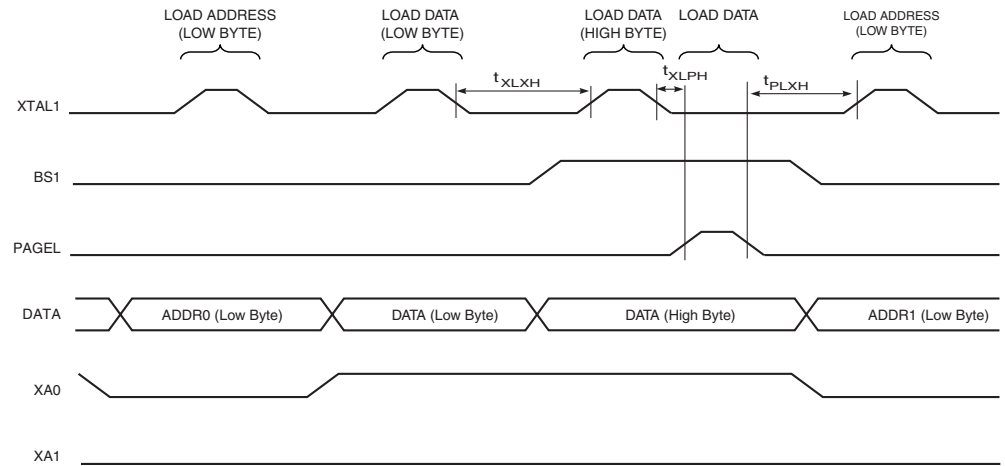 LOAD ADDRESS
(LOW BYTE)
LOAD DATA
(LOW BYTE)
LOAD DATA
(HIGH BYTE)
LOAD DATA
LOAD ADDRESS
(LOW BYTE)
tXLXH
tXLPH
tPLXH
XTAL1
BS1
PAGEL
DATA
ADDR0 (Low Byte)
DATA (Low Byte)
DATA (High Byte)
ADDR1 (Low Byte)
XA0
XA1